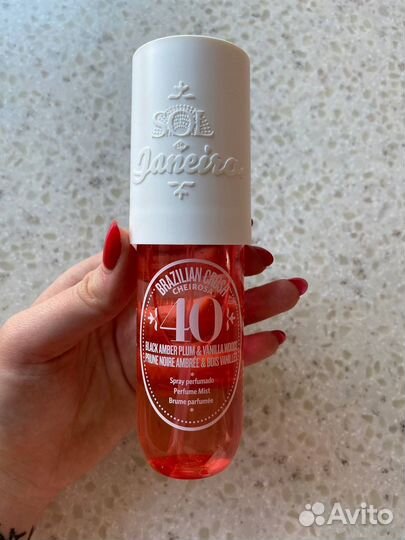 SOL
de
Janeiro
BRAZILIAN CRUSH
CHEIROSA
40
BLACK AMBER PLUM & VANILLA WOODS
PRUNE NOIRE AMBRÉE & BOIS VANILLÉS
Spray perfumado
Perfume Mist
Brume parfumée
Avito